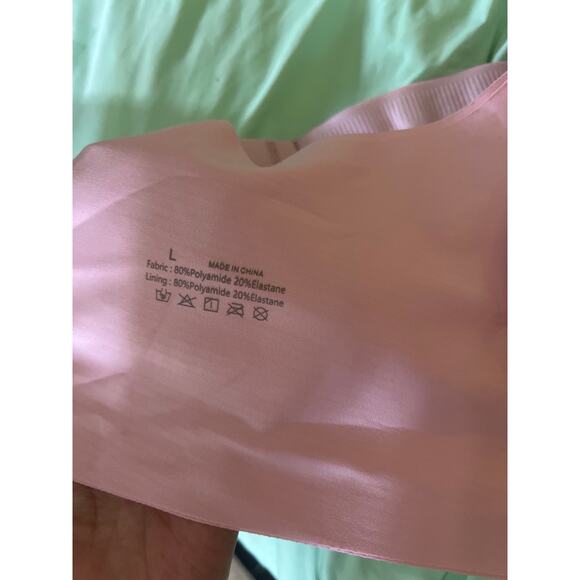 L
MADE IN CHINA
Fabric : 80%Polyamide 20%Elastane
Lining : 80%Polyamide 20%Elastane